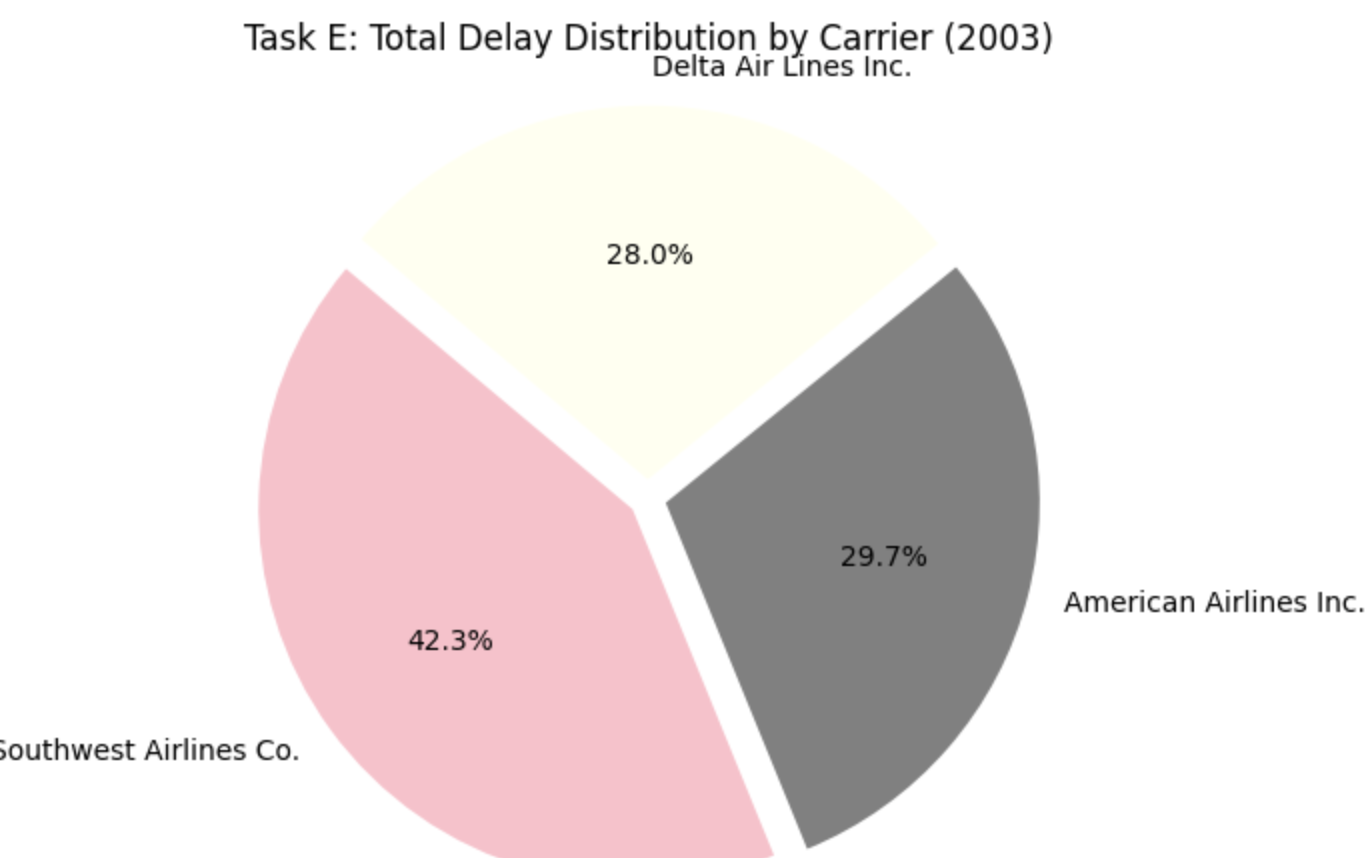 Task E: Total Delay Distribution by Carrier (2003)
Delta Air Lines Inc.
28.0%
29.7%
American Airlines Inc.
42.3%
Southwest Airlines Co.